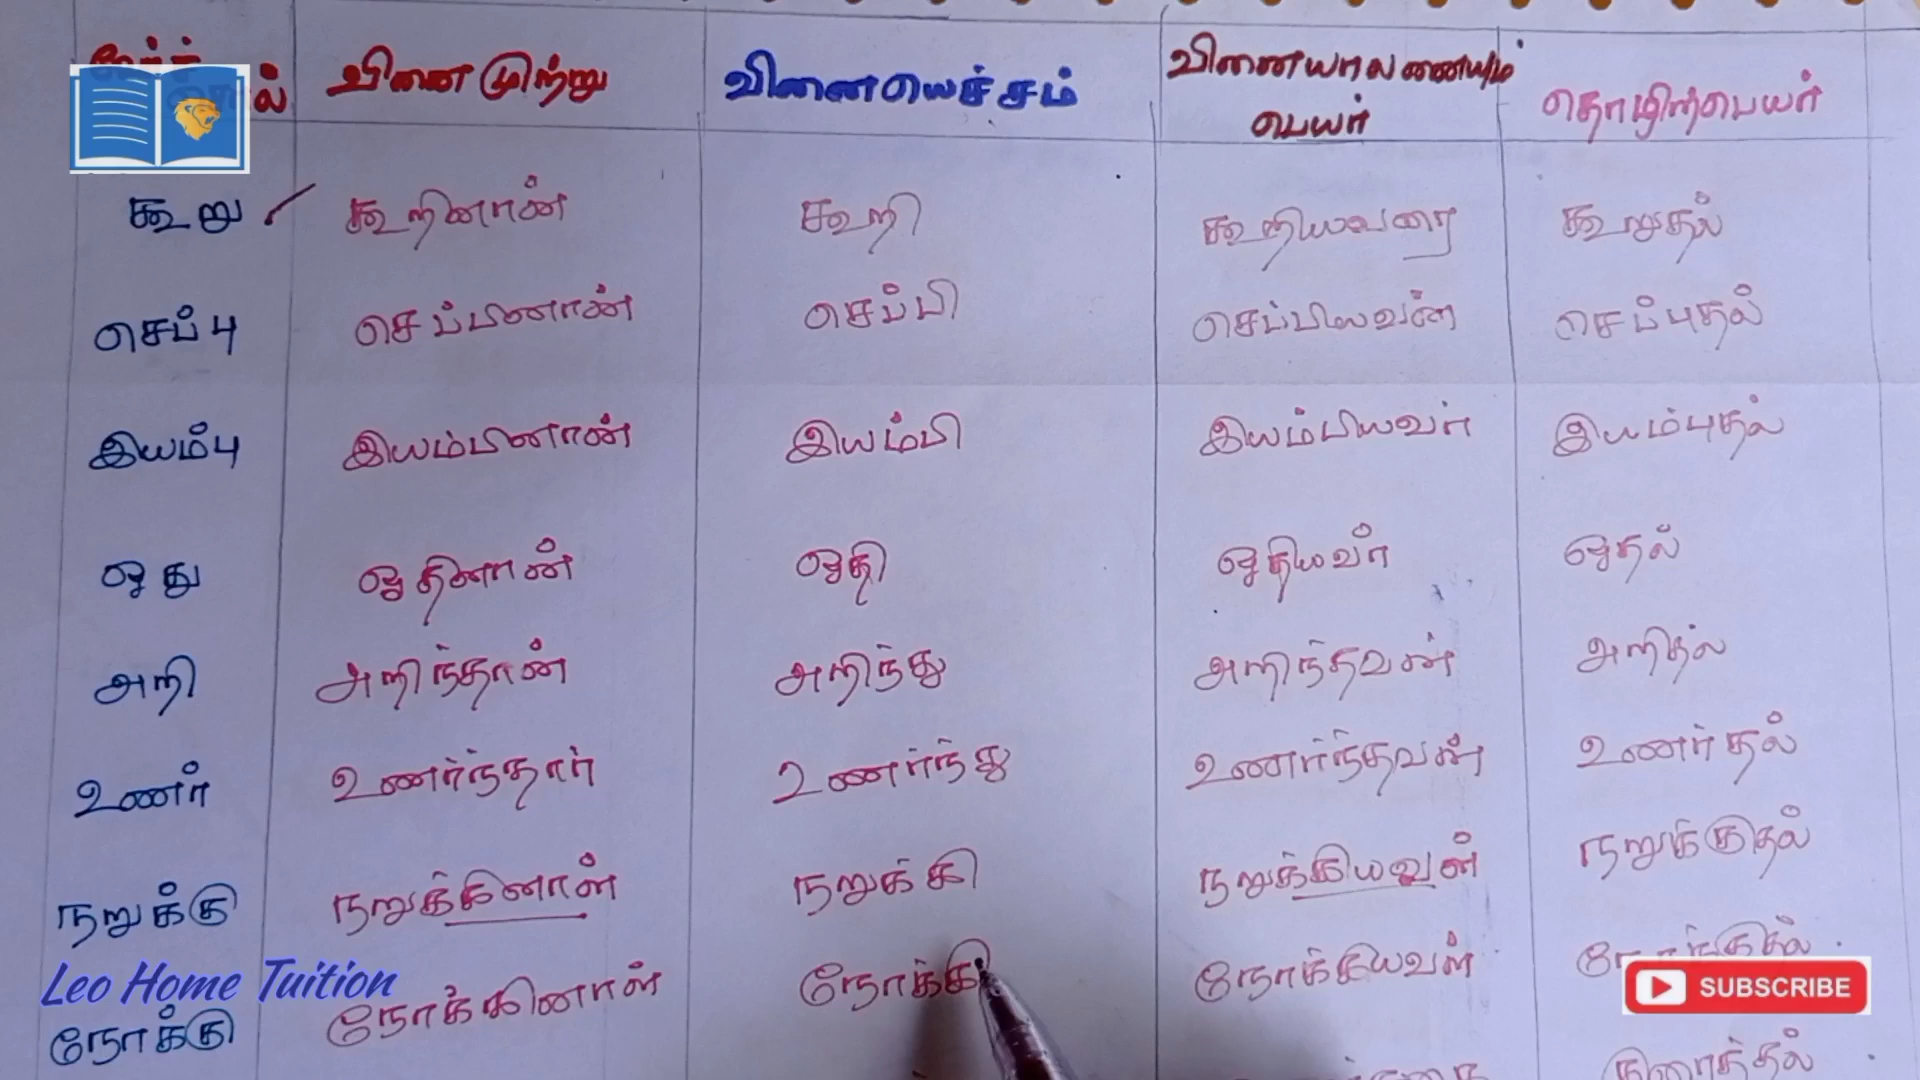 வேர்ச் சொல் வினைமுற்று வினையெச்சம் வினையாலணையும் பெயர் தொழிற்பெயர்
கூறு கூறினான் கூறி கூறியவரை கூறுதல்
செப்பு செப்பினான் செப்பி செப்பியவன் செப்புதல்
இயம்பு இயம்பினான் இயம்பி இயம்பியவர் இயம்புதல்
ஓது ஓதினான் ஓதி ஓதியவர் ஓதல்
அறி அறிந்தான் அறிந்து அறிந்தவன் அறிதல்
உணர் உணர்ந்தார் உணர்ந்து உணர்ந்தவன் உணர்தல்
நறுக்கு நறுக்கினாள் நறுக்கி நறுக்கியவள் நறுக்குதல்
நோக்கு நோக்கினாள் நோக்கி நோக்கியவள்
Leo Home Tuition
SUBSCRIBE